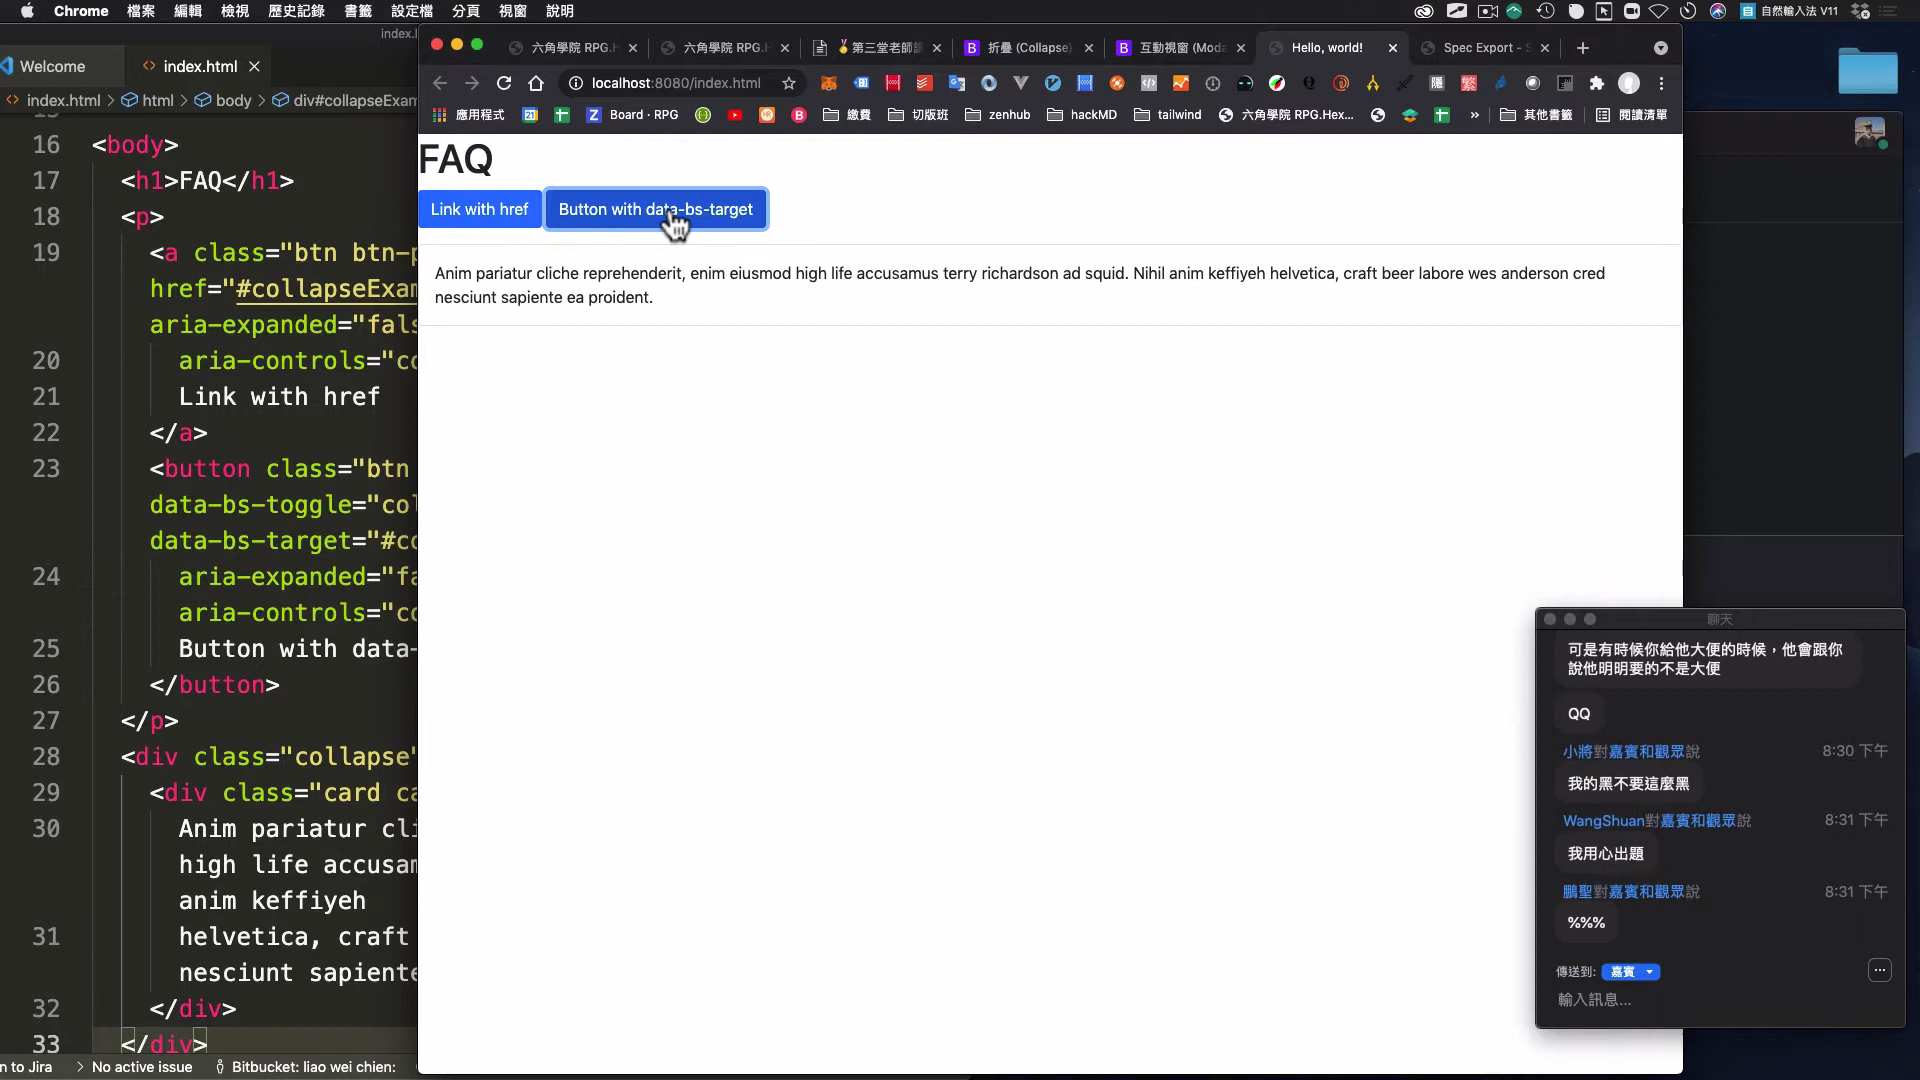 Chrome 檔案 編輯 檢視 歷史記錄 書籤 設定檔 分頁 視窗 說明
自然輸入法 V11
index.
Welcome
index.html
index.html > html > body > div#collapseExam
16 <body>
17 <h1>FAQ</h1>
18 <p>
19 <a class="btn btn-p
href="#collapseExam
aria-expanded="fals
20 aria-controls="co
21 Link with href
22 </a>
23 <button class="btn
data-bs-toggle="col
data-bs-target="#co
24 aria-expanded="fa
aria-controls="co
25 Button with data-
26 </button>
27 </p>
28 <div class="collapse"
29 <div class="card ca
30 Anim pariatur cli
high life accusam
anim keffiyeh
31 helvetica, craft
nesciunt sapiente
32 </div>
33 </div>
n to Jira
No active issue
Bitbucket: liao wei chien:
六角學院 RPG.H
六角學院 RPG.H
第三堂老師講
折疊 (Collapse)
互動視窗 (Moda
Hello, world!
Spec Export - S
localhost:8080/index.html
應用程式
Board · RPG
繳費
切版班
zenhub
hackMD
tailwind
六角學院 RPG.Hex...
»
其他書籤
閱讀清單
FAQ
Link with href
Button with data-bs-target
Anim pariatur cliche reprehenderit, enim eiusmod high life accusamus terry richardson ad squid. Nihil anim keffiyeh helvetica, craft beer labore wes anderson cred
nesciunt sapiente ea proident.
聊天
可是有時候你給他大便的時候，他會跟你
說他明明要的不是大便
QQ
小將對嘉賓和觀眾說 8:30 下午
我的黑不要這麼黑
WangShuan對嘉賓和觀眾說 8:31 下午
我用心出題
鵬聖對嘉賓和觀眾說 8:31 下午
%%%
傳送到: 嘉賓
輸入訊息...